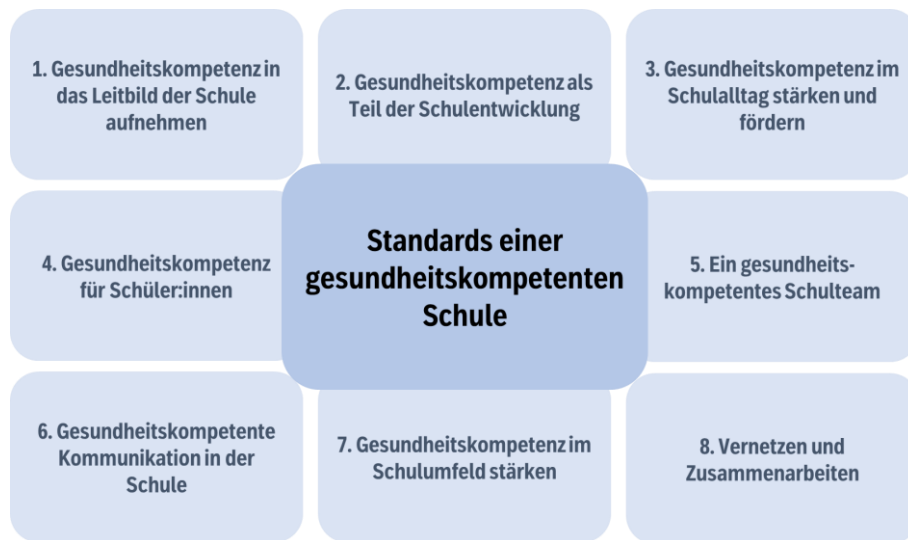 1. Gesundheitskompetenz in
das Leitbild der Schule
aufnehmen
2. Gesundheitskompetenz als
Teil der Schulentwicklung
3. Gesundheitskompetenz im
Schulalltag stärken und
fördern
4. Gesundheitskompetenz
für Schüler:innen
Standards einer
gesundheitskompetenten
Schule
5. Ein gesundheits-
kompetentes Schulteam
6. Gesundheitskompetente
Kommunikation in der
Schule
7. Gesundheitskompetenz im
Schulumfeld stärken
8. Vernetzen und
Zusammenarbeiten